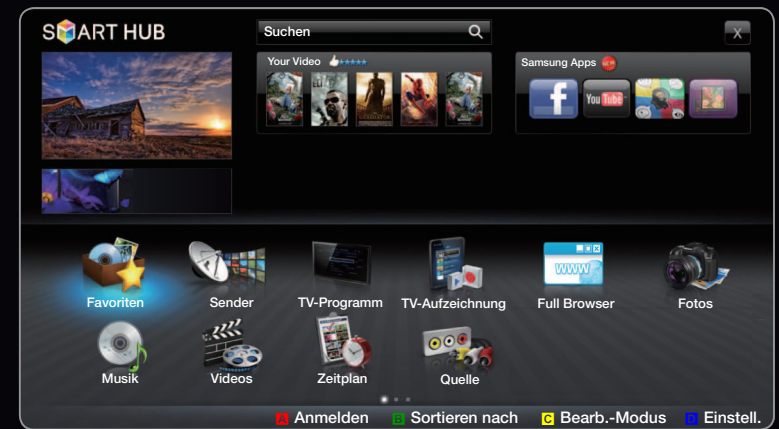 SMART HUB
Suchen
X
Your Video
Samsung Apps
f
You Tube
Favoriten
Sender
TV-Programm
TV-Aufzeichnung
Full Browser
www
Fotos
Musik
Videos
Zeitplan
Quelle
A Anmelden B Sortieren nach C Bearb.-Modus D Einstell.